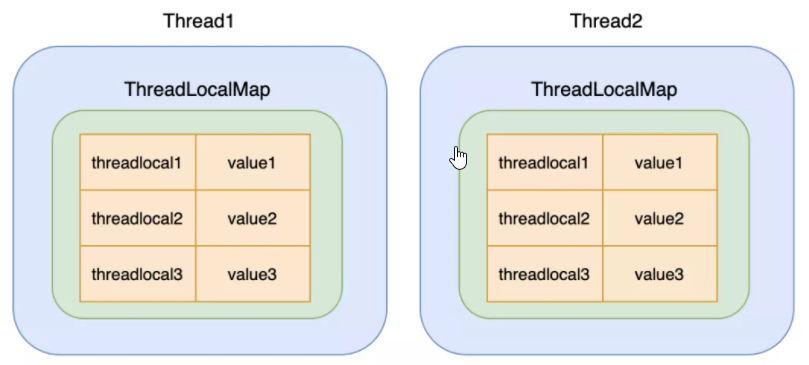 Thread1
ThreadLocalMap
threadlocal1 value1
threadlocal2 value2
threadlocal3 value3
Thread2
ThreadLocalMap
threadlocal1 value1
threadlocal2 value2
threadlocal3 value3